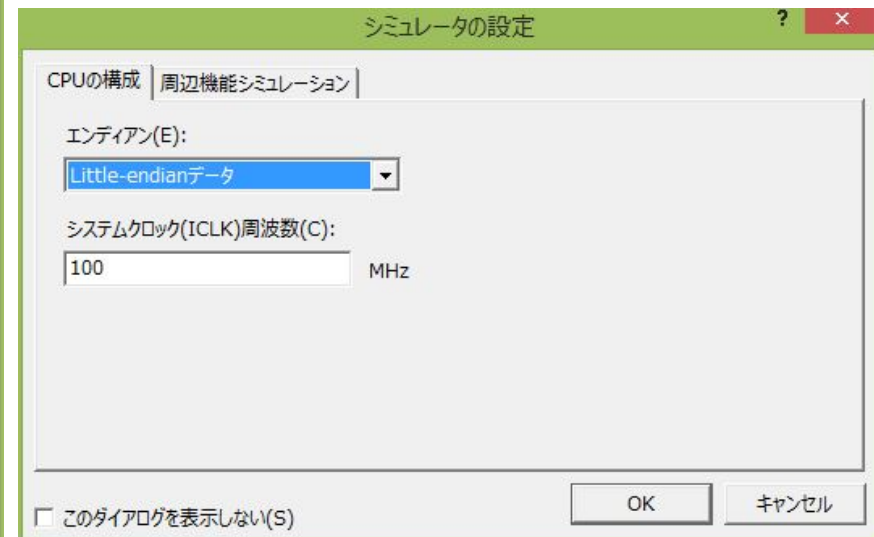 シミュレータの設定
?
×
CPUの構成
周辺機能シミュレーション
エンディアン(E):
Little-endianデータ
システムクロック(ICLK)周波数(C):
100
MHz
このダイアログを表示しない(S)
OK
キャンセル